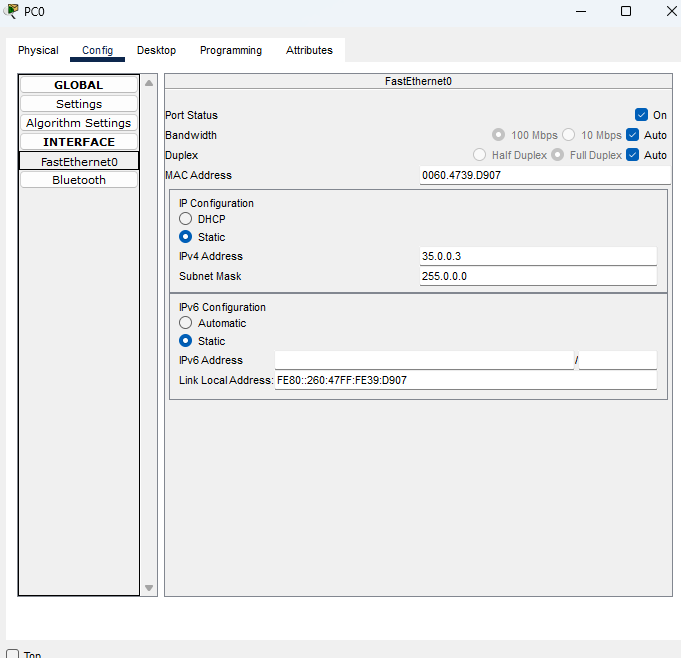 PC0
Physical Config Desktop Programming Attributes
GLOBAL
Settings
Algorithm Settings
INTERFACE
FastEthernet0
Bluetooth
FastEthernet0
Port Status On
Bandwidth 100 Mbps 10 Mbps Auto
Duplex Half Duplex Full Duplex Auto
MAC Address 0060.4739.D907
IP Configuration
DHCP
Static
IPv4 Address 35.0.0.3
Subnet Mask 255.0.0.0
IPv6 Configuration
Automatic
Static
IPv6 Address /
Link Local Address: FE80::260:47FF:FE39:D907
Top